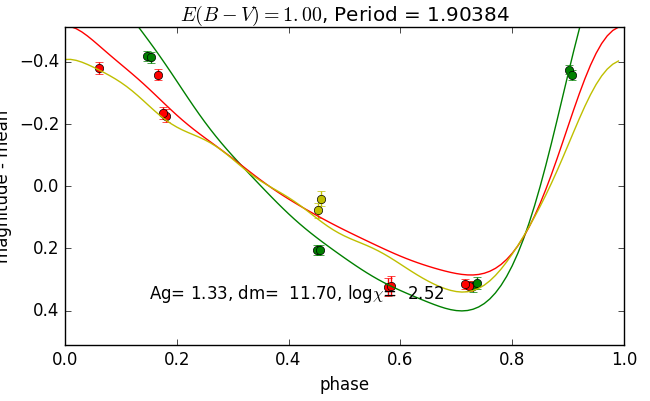 E(B − V) = 1.00, Period = 1.90384
magnitude - mean
−0.4
−0.2
0.0
0.2
0.4
Ag= 1.33, dm= 11.70, logχ²= 2.52
0.0 0.2 0.4 0.6 0.8 1.0
phase